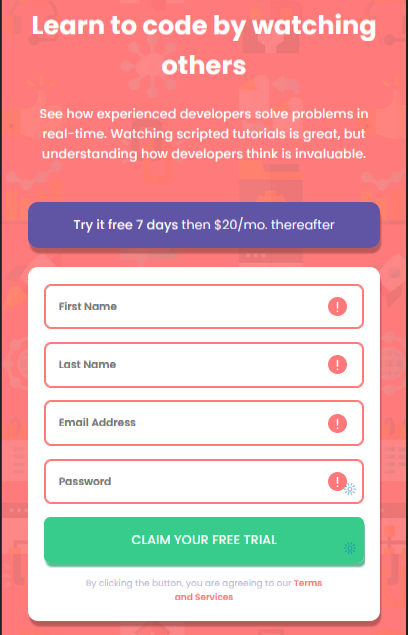 Learn to code by watching
others
See how experienced developers solve problems in
real-time. Watching scripted tutorials is great, but
understanding how developers think is invaluable.
Try it free 7 days then $20/mo. thereafter
First Name
!
Last Name
!
Email Address
!
Password
!
CLAIM YOUR FREE TRIAL
By clicking the button, you are agreeing to our Terms
and Services